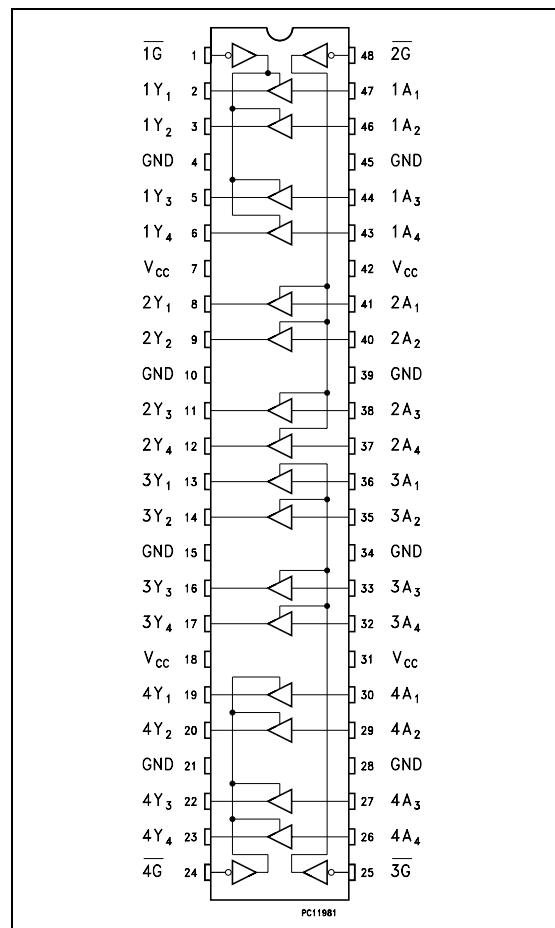 1G 1 48 2G
1Y1 2 47 1A1
1Y2 3 46 1A2
GND 4 45 GND
1Y3 5 44 1A3
1Y4 6 43 1A4
VCC 7 42 VCC
2Y1 8 41 2A1
2Y2 9 40 2A2
GND 10 39 GND
2Y3 11 38 2A3
2Y4 12 37 2A4
3Y1 13 36 3A1
3Y2 14 35 3A2
GND 15 34 GND
3Y3 16 33 3A3
3Y4 17 32 3A4
VCC 18 31 VCC
4Y1 19 30 4A1
4Y2 20 29 4A2
GND 21 28 GND
4Y3 22 27 4A3
4Y4 23 26 4A4
4G 24 25 3G
PC11981